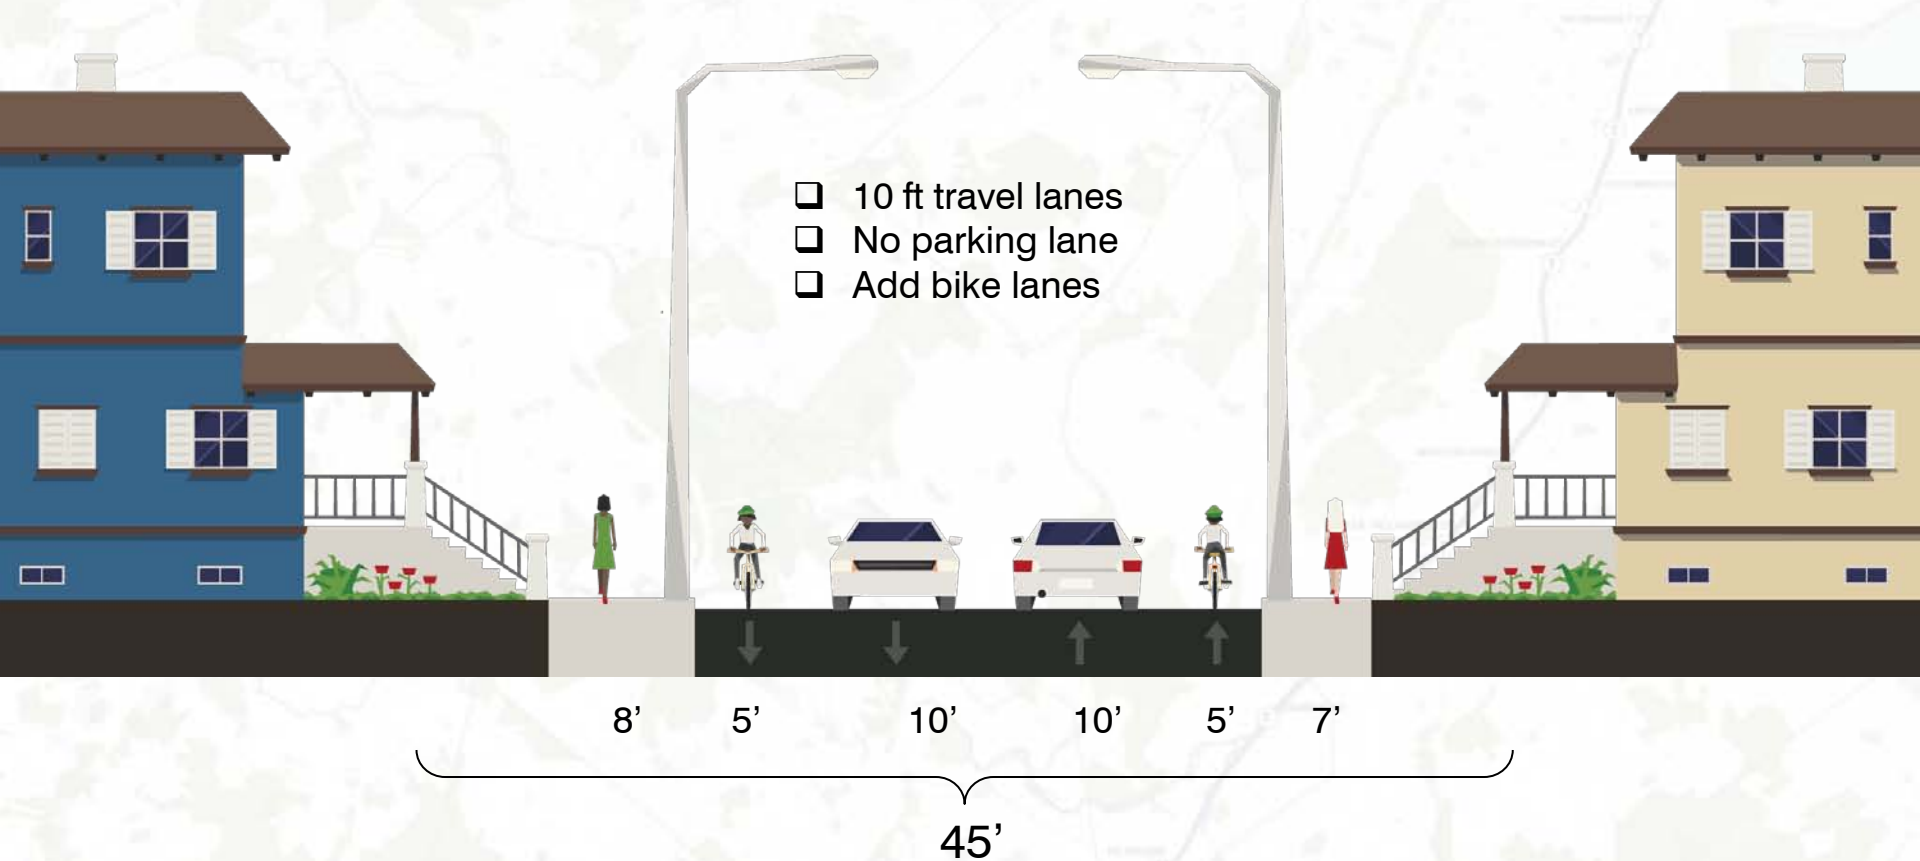 ❑ 10 ft travel lanes
❑ No parking lane
❑ Add bike lanes
8’ 5’ 10’ 10’ 5’ 7’
45’